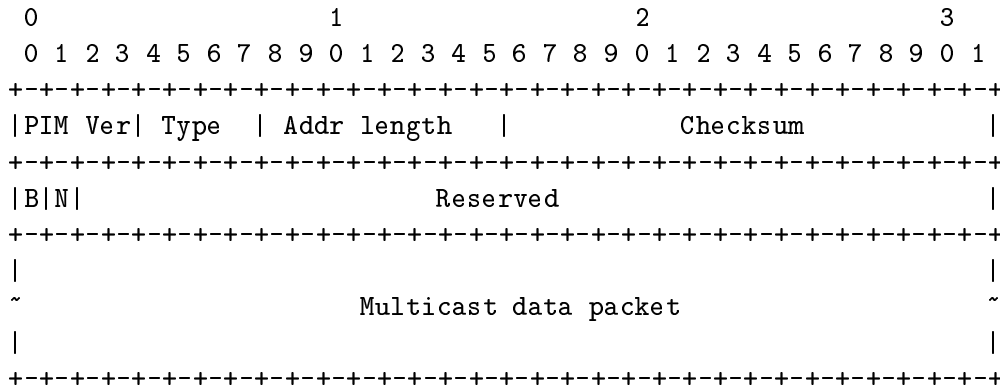 0                   1                   2                   3
 0 1 2 3 4 5 6 7 8 9 0 1 2 3 4 5 6 7 8 9 0 1 2 3 4 5 6 7 8 9 0 1
+-+-+-+-+-+-+-+-+-+-+-+-+-+-+-+-+-+-+-+-+-+-+-+-+-+-+-+-+-+-+-+-+
|PIM Ver| Type  | Addr length   |           Checksum            |
+-+-+-+-+-+-+-+-+-+-+-+-+-+-+-+-+-+-+-+-+-+-+-+-+-+-+-+-+-+-+-+-+
|B|N|                       Reserved                            |
+-+-+-+-+-+-+-+-+-+-+-+-+-+-+-+-+-+-+-+-+-+-+-+-+-+-+-+-+-+-+-+-+
|                                                               |
~                      Multicast data packet                    ~
|                                                               |
+-+-+-+-+-+-+-+-+-+-+-+-+-+-+-+-+-+-+-+-+-+-+-+-+-+-+-+-+-+-+-+-+